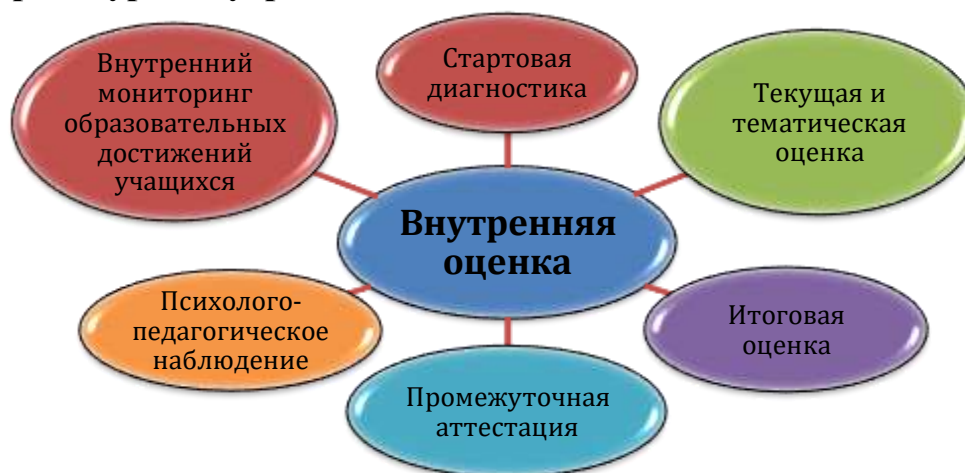 Внутренний
мониторинг
образовательных
достижений
учащихся
Стартовая
диагностика
Текущая и
тематическая
оценка
Внутренняя
оценка
Психолого-
педагогическое
наблюдение
Итоговая
оценка
Промежуточная
аттестация